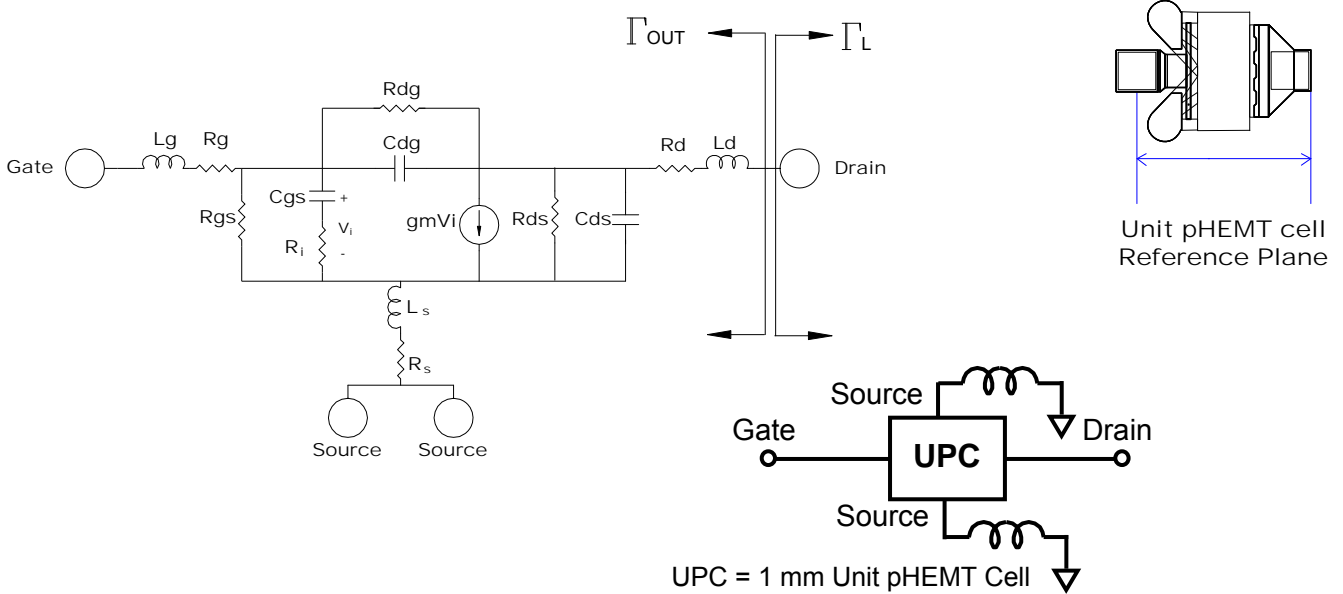 ΓOUT
ΓL
Rdg
Lg
Rg
Cdg
Rd
Ld
Gate
Drain
Cgs
+
Rgs
Vi
gmVi
Rds
Cds
Ri
-
Unit pHEMT cell
Reference Plane
Ls
Rs
Source
Source
Source
Gate
Drain
UPC
Source
UPC = 1 mm Unit pHEMT Cell